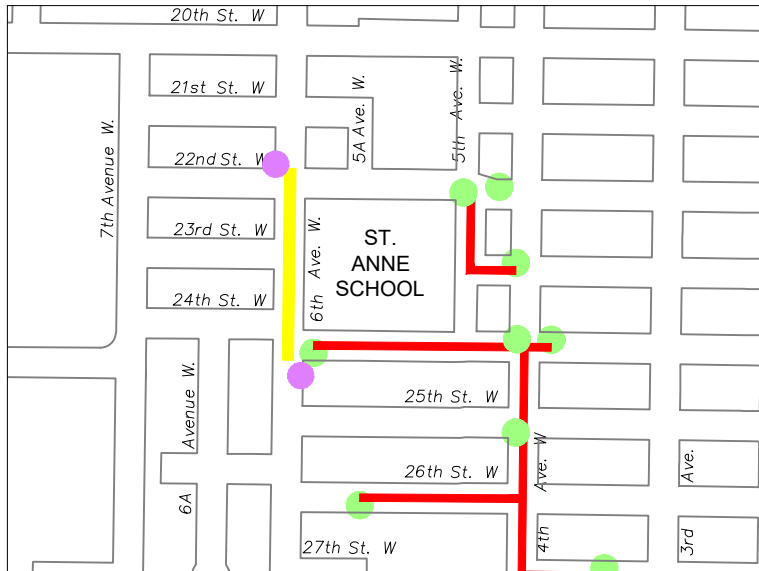 20th St. W
21st St. W
5A Ave. W.
5th Ave. W.
7th Avenue W.
22nd St. W
23rd St. W
6th Ave. W.
ST.
ANNE
SCHOOL
24th St. W
6A Avenue W.
25th St. W
26th St. W
4th Ave. W
3rd Ave.
27th St. W